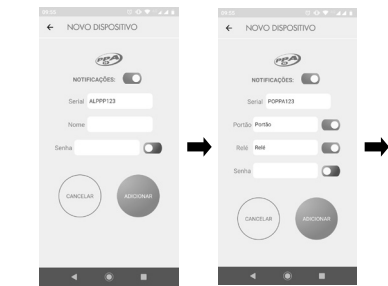 NOVO DISPOSITIVO
PPA
NOTIFICAÇÕES:
Serial ALPPP123
Nome
Senha
CANCELAR
ADICIONAR
NOVO DISPOSITIVO
PPA
NOTIFICAÇÕES:
Serial POPPA123
Portão Portão
Relé Relé
Senha
CANCELAR
ADICIONAR